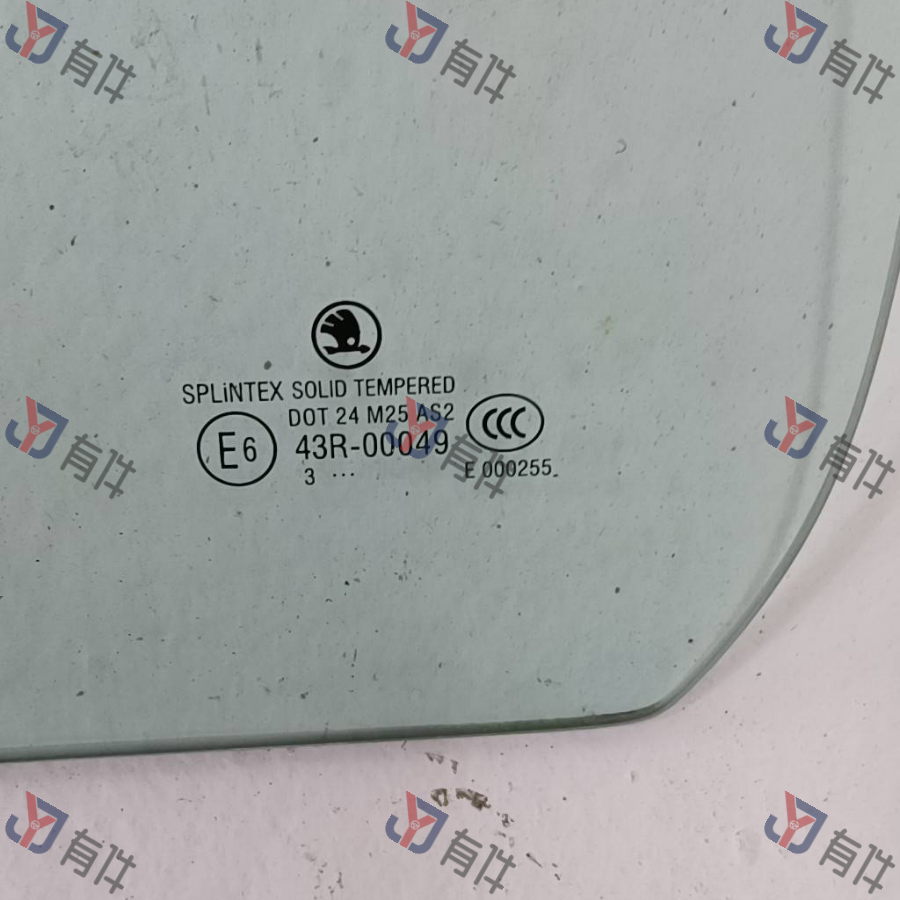 有件 有件 有件
SPLiNTEX SOLID TEMPERED
DOT 24 M25 AS2
E6 43R-00049 CCC
3 ... E 000255
有件 有件 有件
有件 有件 有件